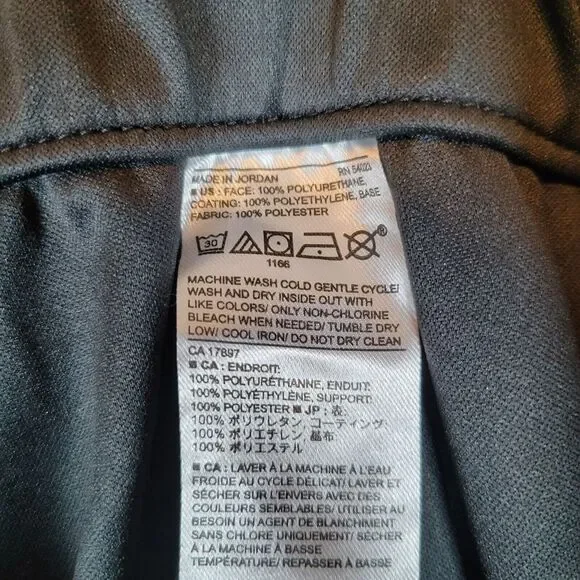 MADE IN JORDAN RN 54023
■ US : FACE: 100% POLYURETHANE,
COATING: 100% POLYETHYLENE, BASE
FABRIC: 100% POLYESTER
30
®
1166
MACHINE WASH COLD GENTLE CYCLE/
WASH AND DRY INSIDE OUT WITH
LIKE COLORS/ ONLY NON-CHLORINE
BLEACH WHEN NEEDED/ TUMBLE DRY
LOW/ COOL IRON/ DO NOT DRY CLEAN
CA 17897
■ CA : ENDROIT:
100% POLYURÉTHANNE, ENDUIT:
100% POLYÉTHYLÈNE, SUPPORT:
100% POLYESTER ■ JP : 表:
100% ポリウレタン, コーティング:
100% ポリエチレン, 基布
100% ポリエステル
■ CA : LAVER À LA MACHINE À L'EAU
FROIDE AU CYCLE DÉLICAT/ LAVER ET
SÉCHER SUR L'ENVERS AVEC DES
COULEURS SEMBLABLES/ UTILISER AU
BESOIN UN AGENT DE BLANCHIMENT
SANS CHLORE UNIQUEMENT/ SÉCHER
À LA MACHINE À BASSE
TEMPÉRATURE/ REPASSER À BASSE